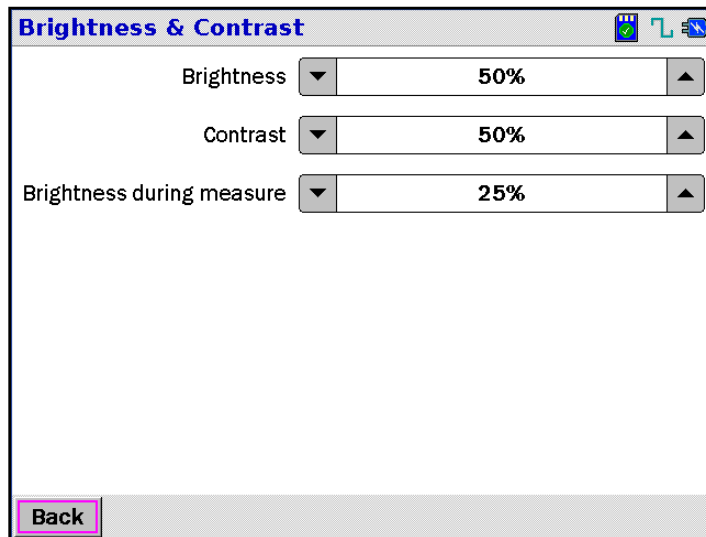 Brightness & Contrast
Brightness 50%
Contrast 50%
Brightness during measure 25%
Back